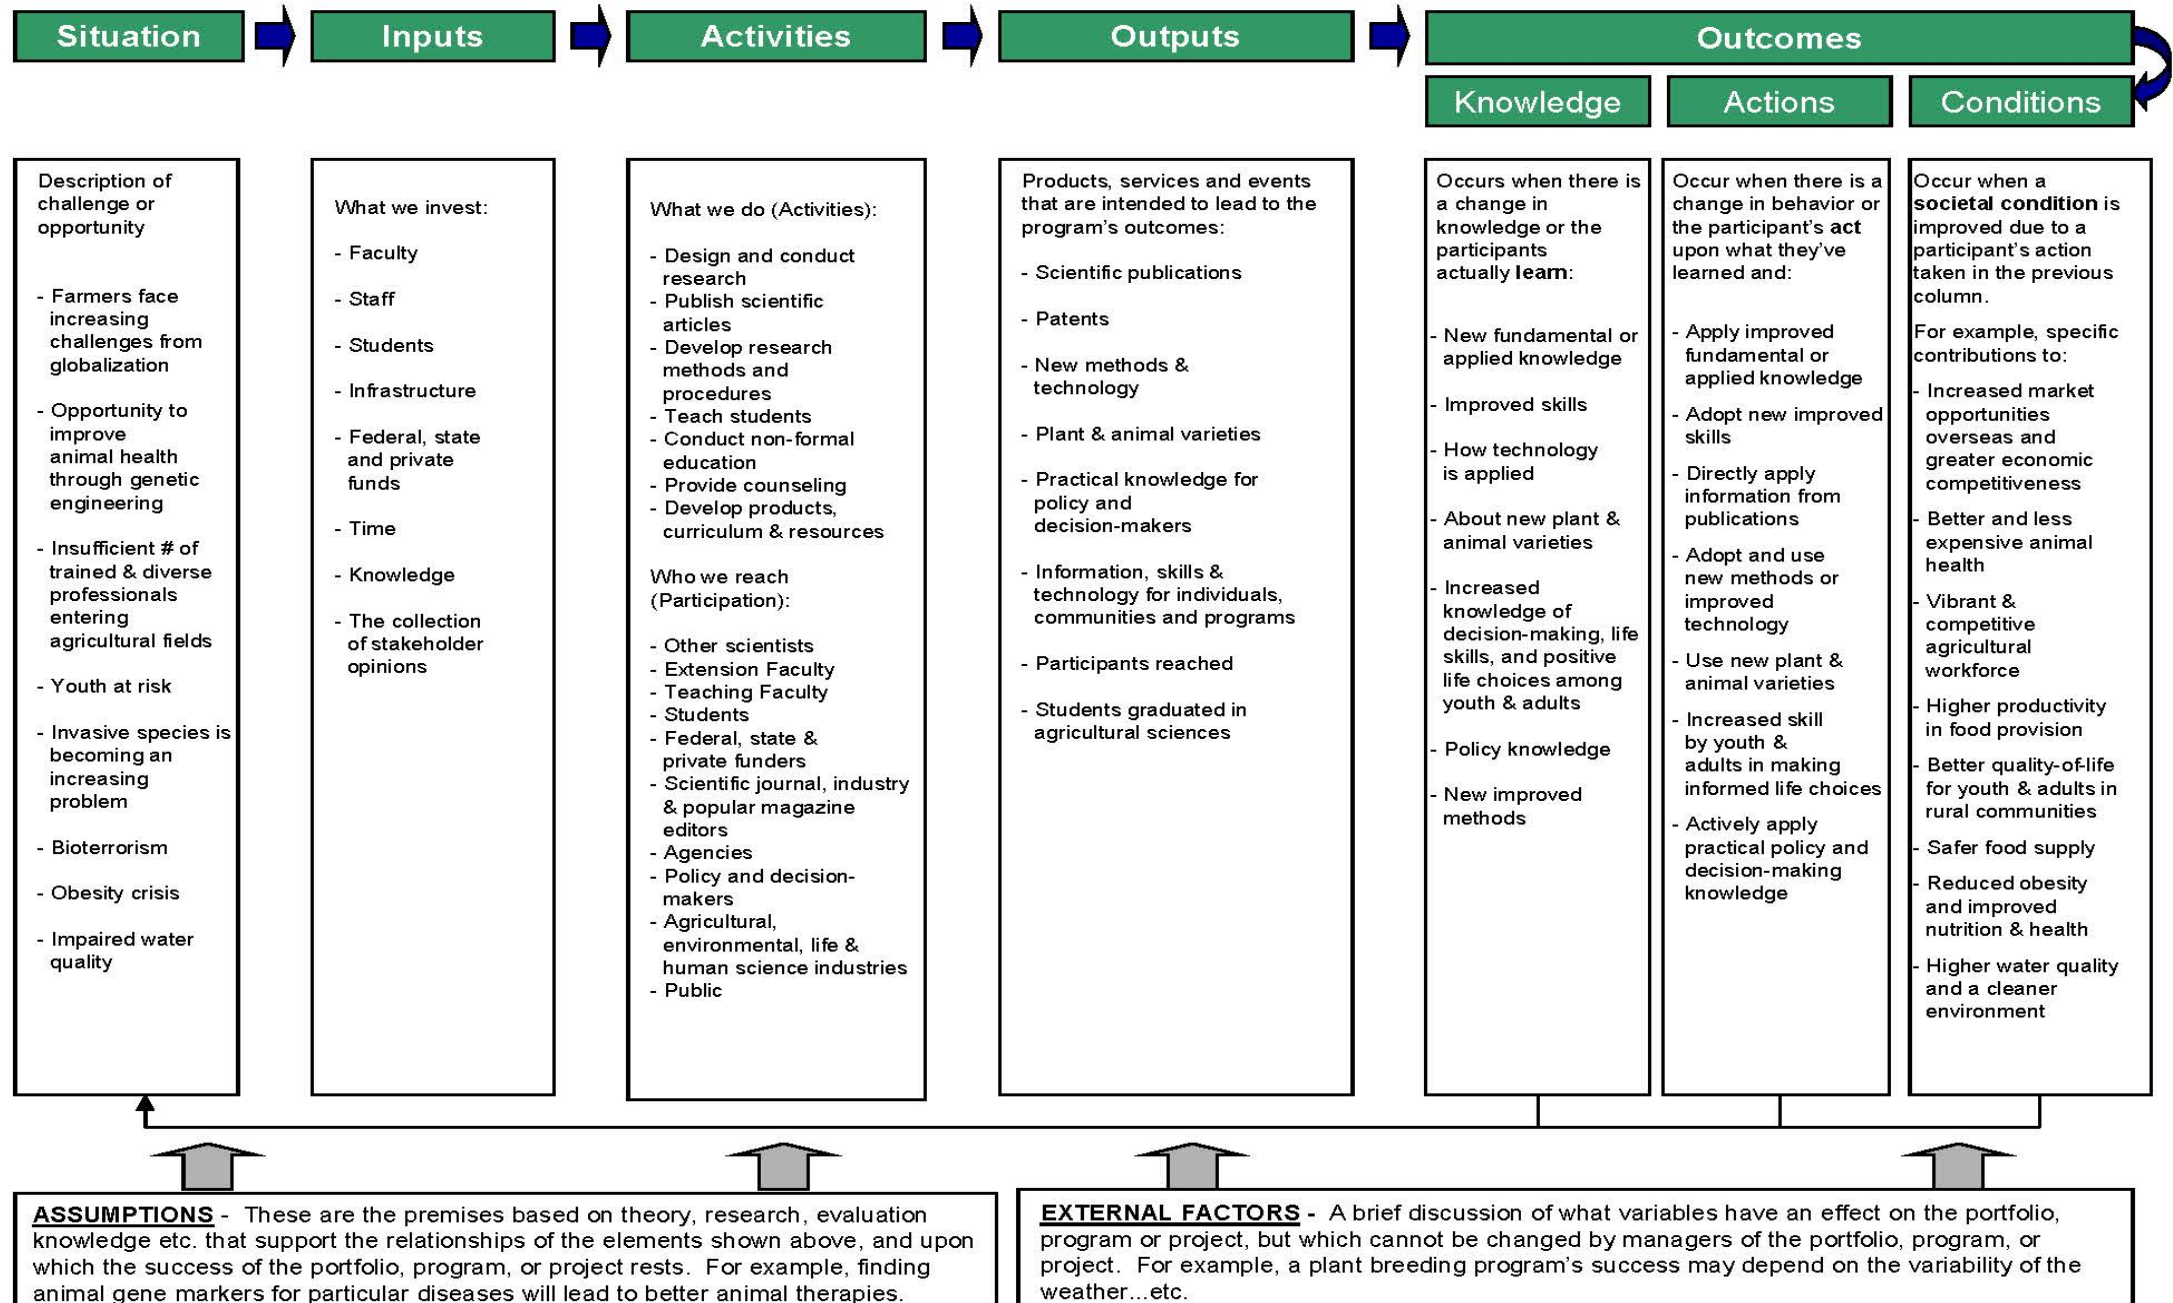 Situation
Inputs
Activities
Outputs
Outcomes
Knowledge
Actions
Conditions
Description of
challenge or
opportunity
- Farmers face
increasing
challenges from
globalization
- Opportunity to
improve
animal health
through genetic
engineering
- Insufficient # of
trained & diverse
professionals
entering
agricultural fields
- Youth at risk
- Invasive species is
becoming an
increasing
problem
- Bioterrorism
- Obesity crisis
- Impaired water
quality
What we invest:
- Faculty
- Staff
- Students
- Infrastructure
- Federal, state
and private
funds
- Time
- Knowledge
- The collection
of stakeholder
opinions
What we do (Activities):
- Design and conduct
research
- Publish scientific
articles
- Develop research
methods and
procedures
- Teach students
- Conduct non-formal
education
- Provide counseling
- Develop products,
curriculum & resources
Who we reach
(Participation):
- Other scientists
- Extension Faculty
- Teaching Faculty
- Students
- Federal, state &
private funders
- Scientific journal, industry
& popular magazine
editors
- Agencies
- Policy and decision-
makers
- Agricultural,
environmental, life &
human science industries
- Public
Products, services and events
that are intended to lead to the
program's outcomes:
- Scientific publications
- Patents
- New methods &
technology
- Plant & animal varieties
- Practical knowledge for
policy and
decision-makers
- Information, skills &
technology for individuals,
communities and programs
- Participants reached
- Students graduated in
agricultural sciences
Occurs when there is
a change in
knowledge or the
participants
actually learn:
- New fundamental or
applied knowledge
- Improved skills
- How technology
is applied
- About new plant &
animal varieties
- Increased
knowledge of
decision-making, life
skills, and positive
life choices among
youth & adults
- Policy knowledge
- New improved
methods
Occur when there is a
change in behavior or
the participant's act
upon what they've
learned and:
- Apply improved
fundamental or
applied knowledge
- Adopt new improved
skills
- Directly apply
information from
publications
- Adopt and use
new methods or
improved
technology
- Use new plant &
animal varieties
- Increased skill
by youth &
adults in making
informed life choices
- Actively apply
practical policy and
decision-making
knowledge
Occur when a
societal condition is
improved due to a
participant's action
taken in the previous
column.
For example, specific
contributions to:
- Increased market
opportunities
overseas and
greater economic
competitiveness
- Better and less
expensive animal
health
- Vibrant &
competitive
agricultural
workforce
- Higher productivity
in food provision
- Better quality-of-life
for youth & adults in
rural communities
- Safer food supply
- Reduced obesity
and improved
nutrition & health
- Higher water quality
and a cleaner
environment
ASSUMPTIONS - These are the premises based on theory, research, evaluation
knowledge etc. that support the relationships of the elements shown above, and upon
which the success of the portfolio, program, or project rests. For example, finding
animal gene markers for particular diseases will lead to better animal therapies.
EXTERNAL FACTORS - A brief discussion of what variables have an effect on the portfolio,
program or project, but which cannot be changed by managers of the portfolio, program, or
project. For example, a plant breeding program's success may depend on the variability of the
weather...etc.